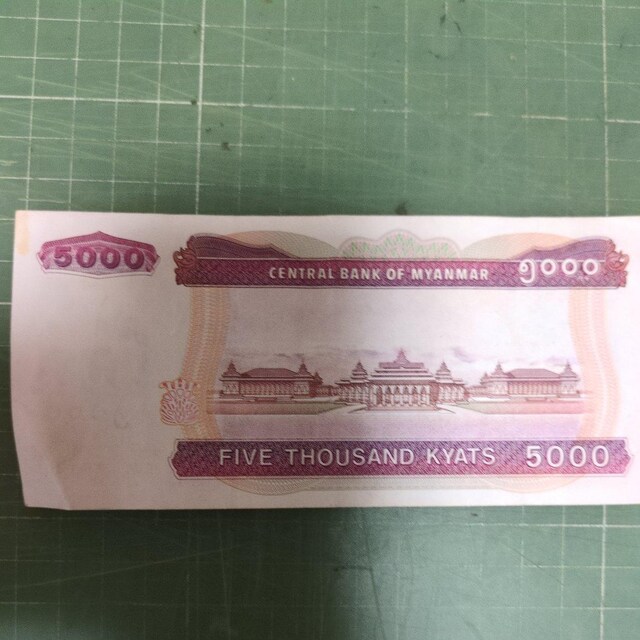 5000
CENTRAL BANK OF MYANMAR ၅၀၀၀
FIVE THOUSAND KYATS 5000